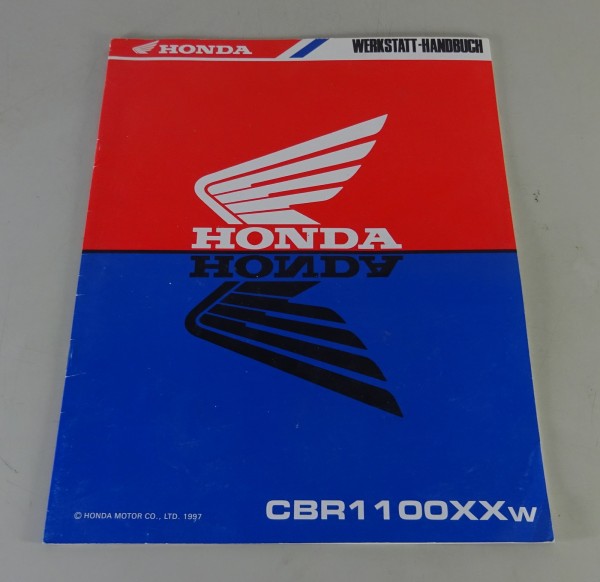 HONDA
WERKSTATT-HANDBUCH
HONDA
HONDA
© HONDA MOTOR CO., LTD. 1997
CBR1100XXW